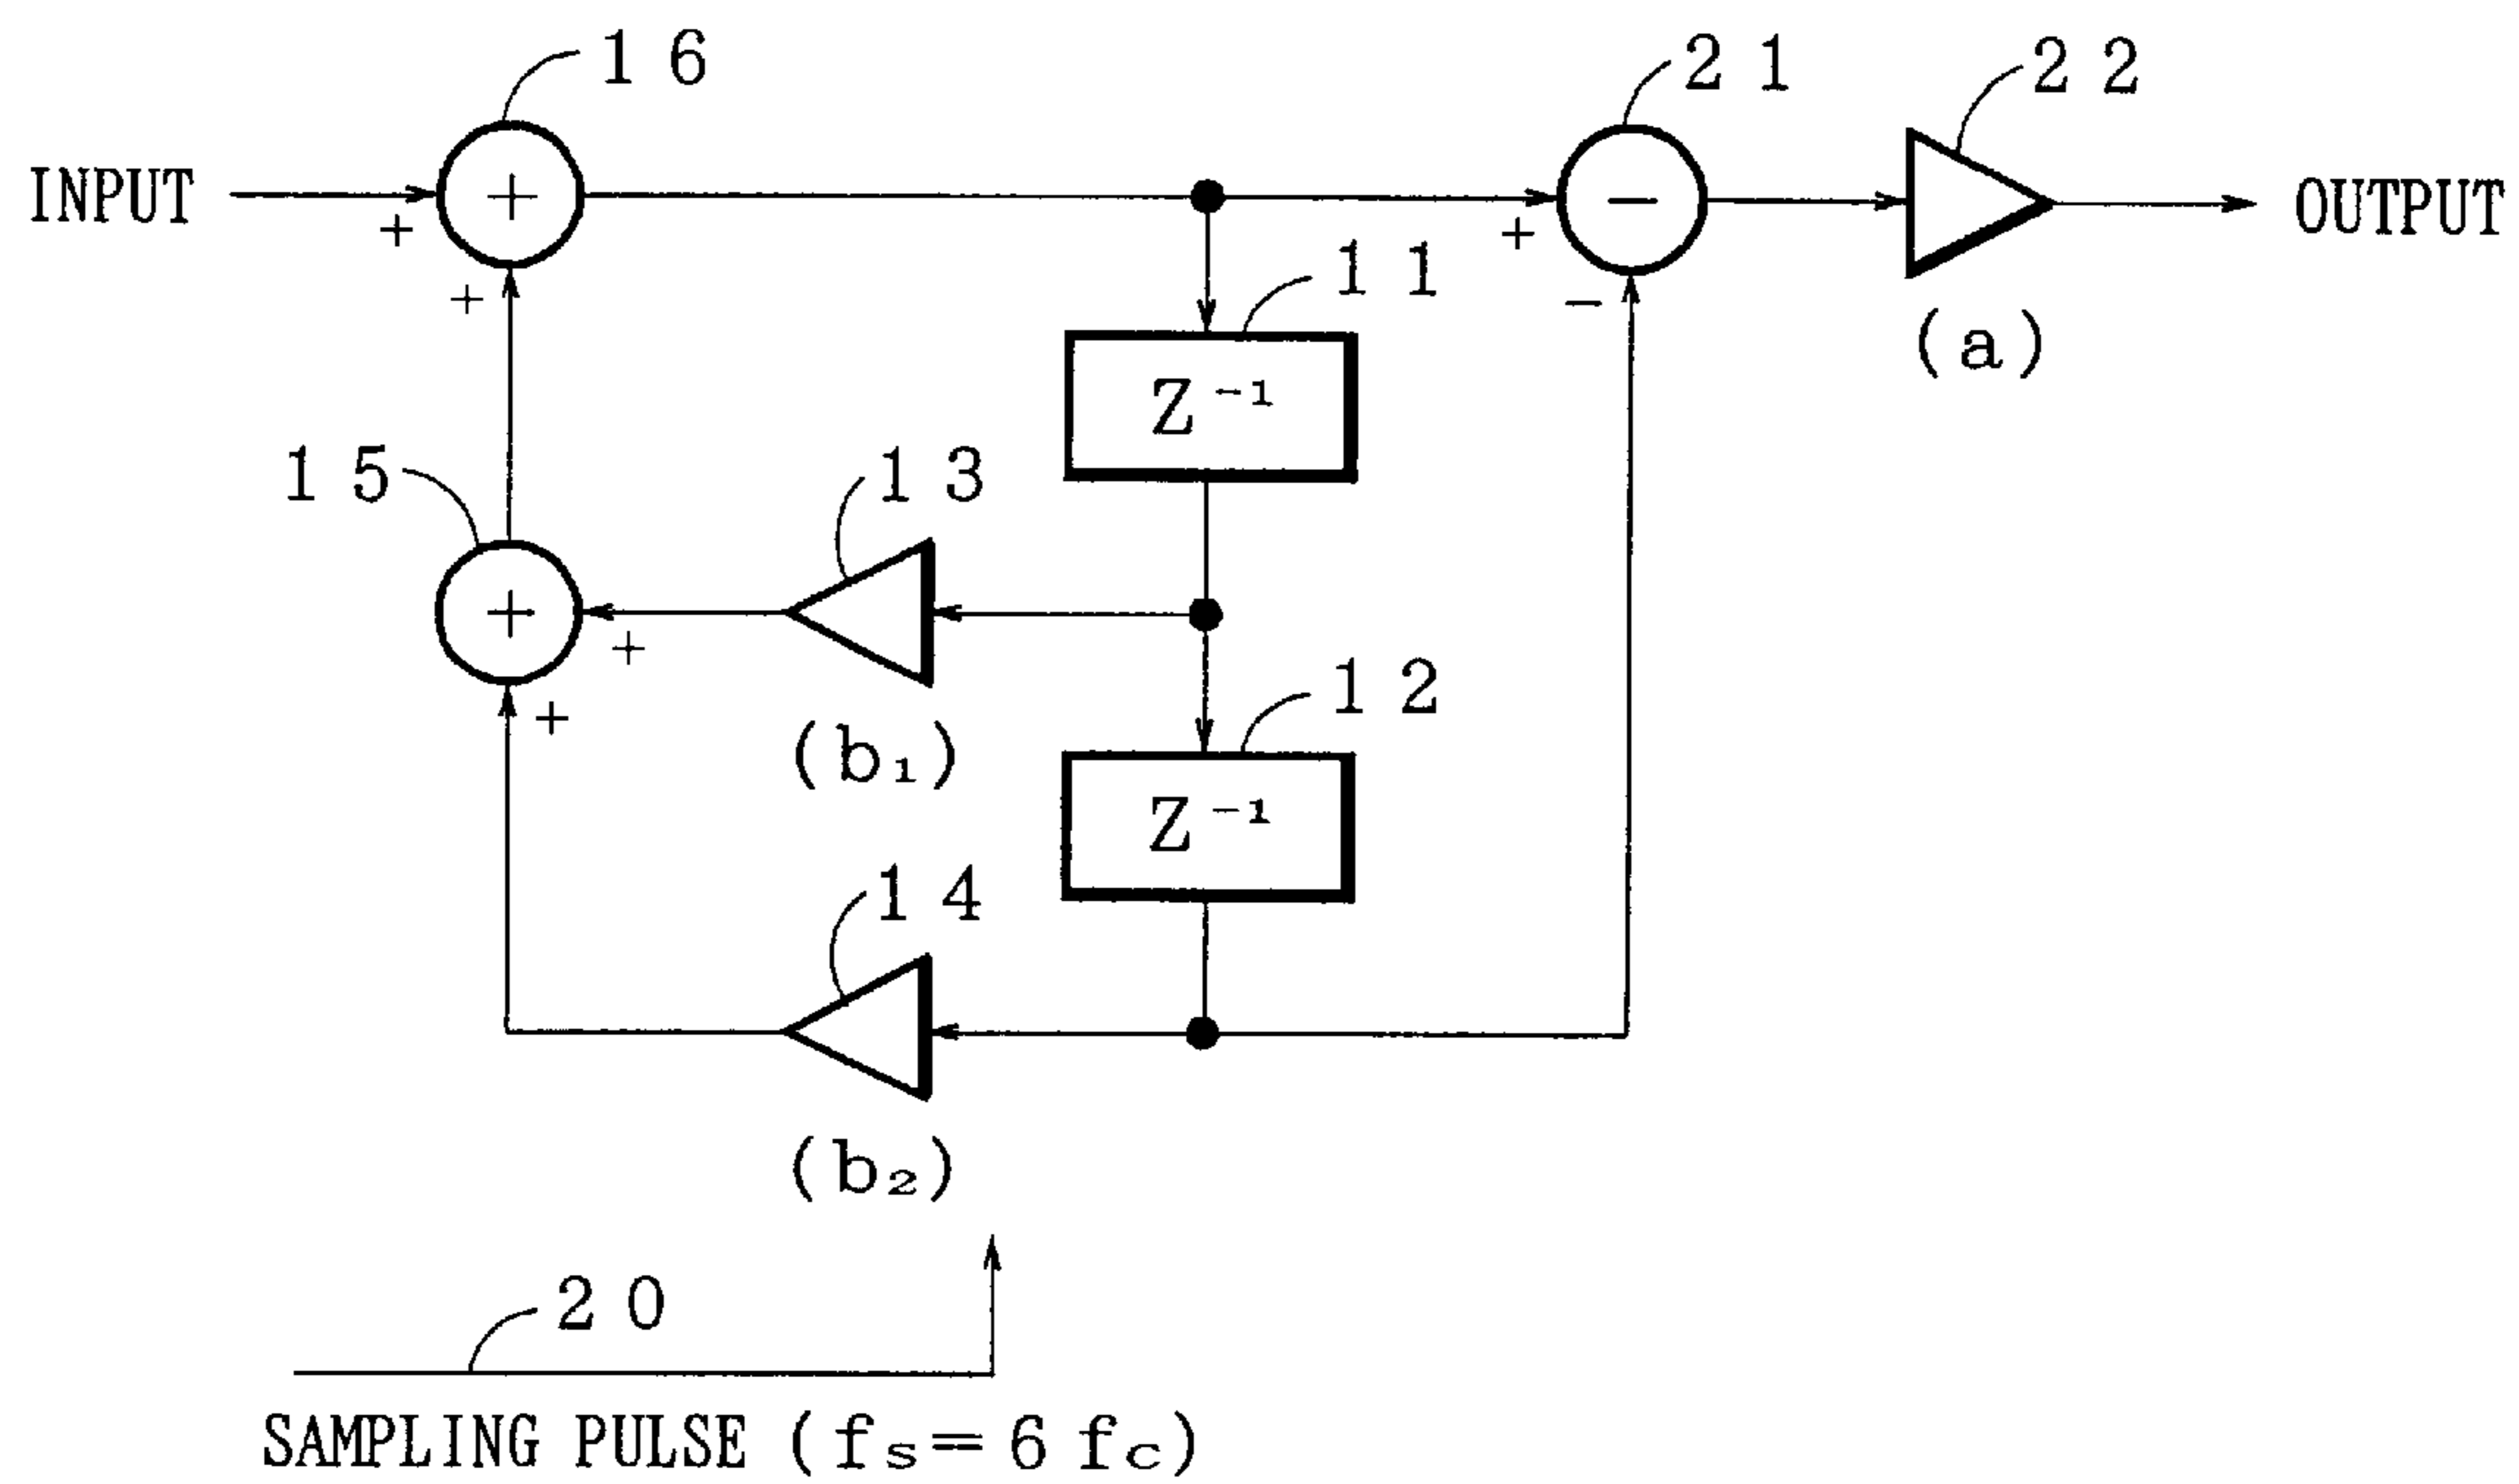 16
21
22
INPUT
+
+
+
−
OUTPUT
+
+
−
11
(a)
Z⁻¹
15
13
+
+
12
(b₁)
Z⁻¹
14
(b₂)
20
SAMPLING PULSE (fs=6fc)